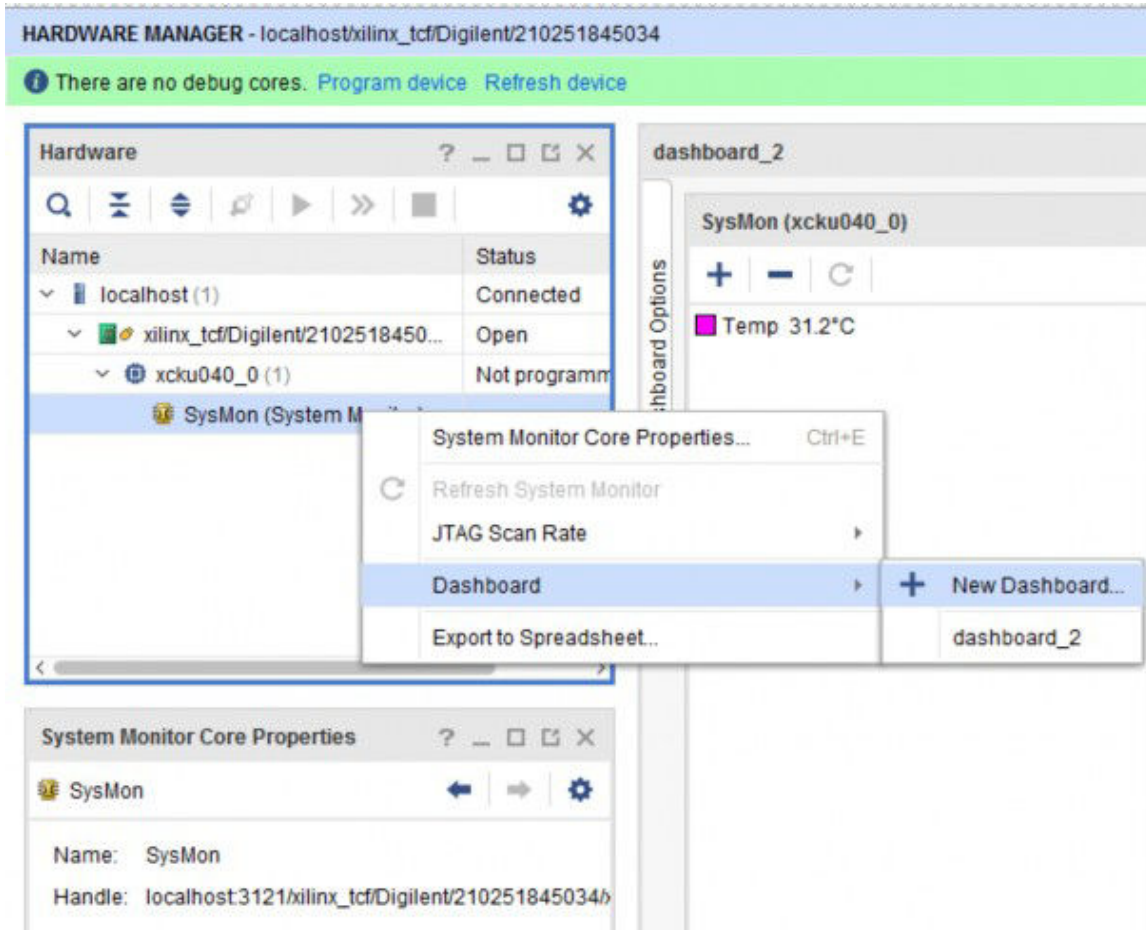 HARDWARE MANAGER - localhost/xilinx_tcf/Digilent/210251845034
There are no debug cores. Program device Refresh device
Hardware
Name Status
localhost (1) Connected
xilinx_tcf/Digilent/2102518450... Open
xcku040_0 (1) Not programm
SysMon (System M
System Monitor Core Properties... Ctrl+E
Refresh System Monitor
JTAG Scan Rate
Dashboard
Export to Spreadsheet...
New Dashboard...
dashboard_2
dashboard_2
shboard Options
SysMon (xcku040_0)
Temp 31.2°C
System Monitor Core Properties
SysMon
Name: SysMon
Handle: localhost:3121/xilinx_tcf/Digilent/210251845034/